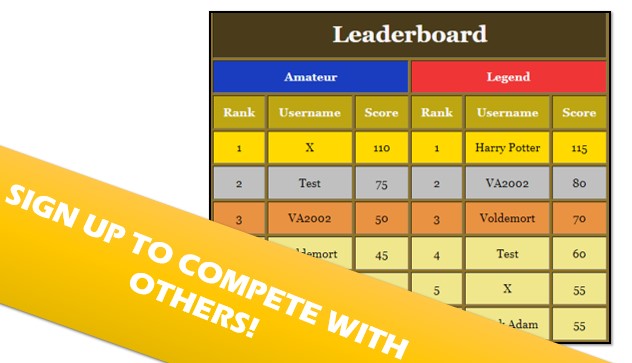 Leaderboard
Amateur Legend
Rank Username Score Rank Username Score
1 X 110 1 Harry Potter 115
2 Test 75 2 VA2002 80
3 VA2002 50 3 Voldemort 70
45 4 Test 60
5 X 55
Adam 55
SIGN UP TO COMPETE WITH
OTHERS!